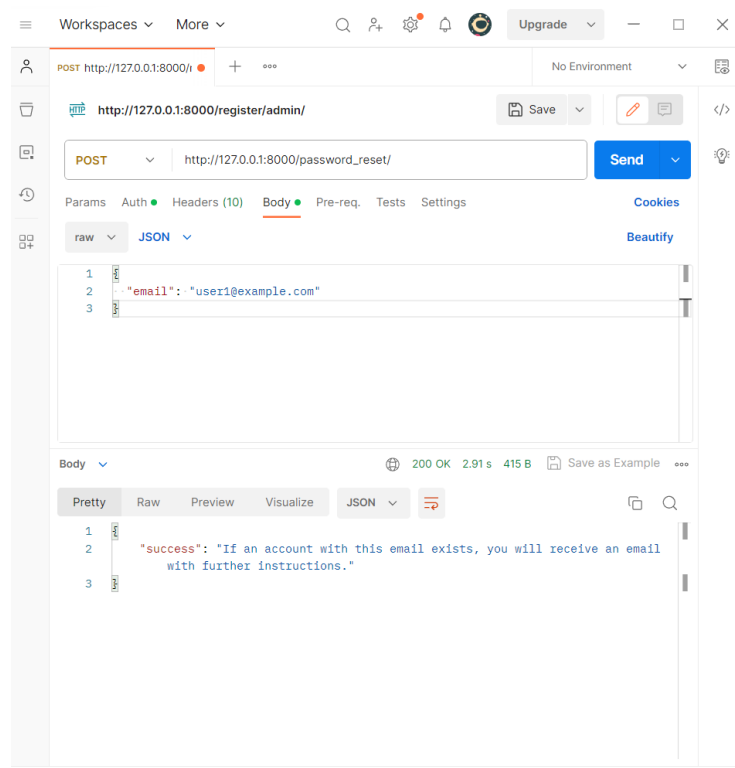 Workspaces More Upgrade
POST http://127.0.0.1:8000/r No Environment
HTTP http://127.0.0.1:8000/register/admin/ Save
POST http://127.0.0.1:8000/password_reset/ Send
Params Auth Headers (10) Body Pre-req. Tests Settings Cookies
raw JSON Beautify
1 {
2 "email": "user1@example.com"
3 }
Body 200 OK 2.91 s 415 B Save as Example
Pretty Raw Preview Visualize JSON
1 {
2 "success": "If an account with this email exists, you will receive an email
with further instructions."
3 }